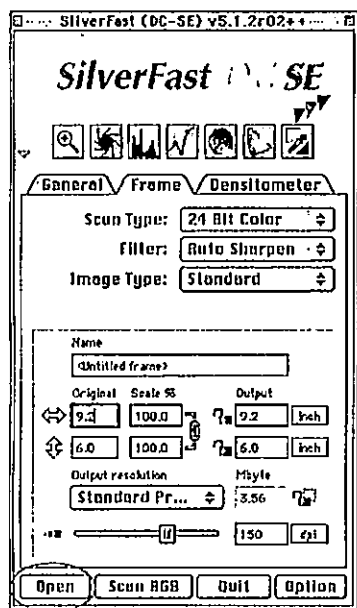 SilverFast (DC-SE) v5.1.2r02++
SilverFast DC SE
General Frame Densitometer
Scan Type: 24 Bit Color
Filter: Auto Sharpen
Image Type: Standard
Name
<Untitled frame>
Original Scale % Output
9.2 100.0 9.2 inch
6.0 100.0 6.0 inch
Output resolution Mbyte
Standard Pr... 3.56
150 dpi
Open Scan RGB Quit Option